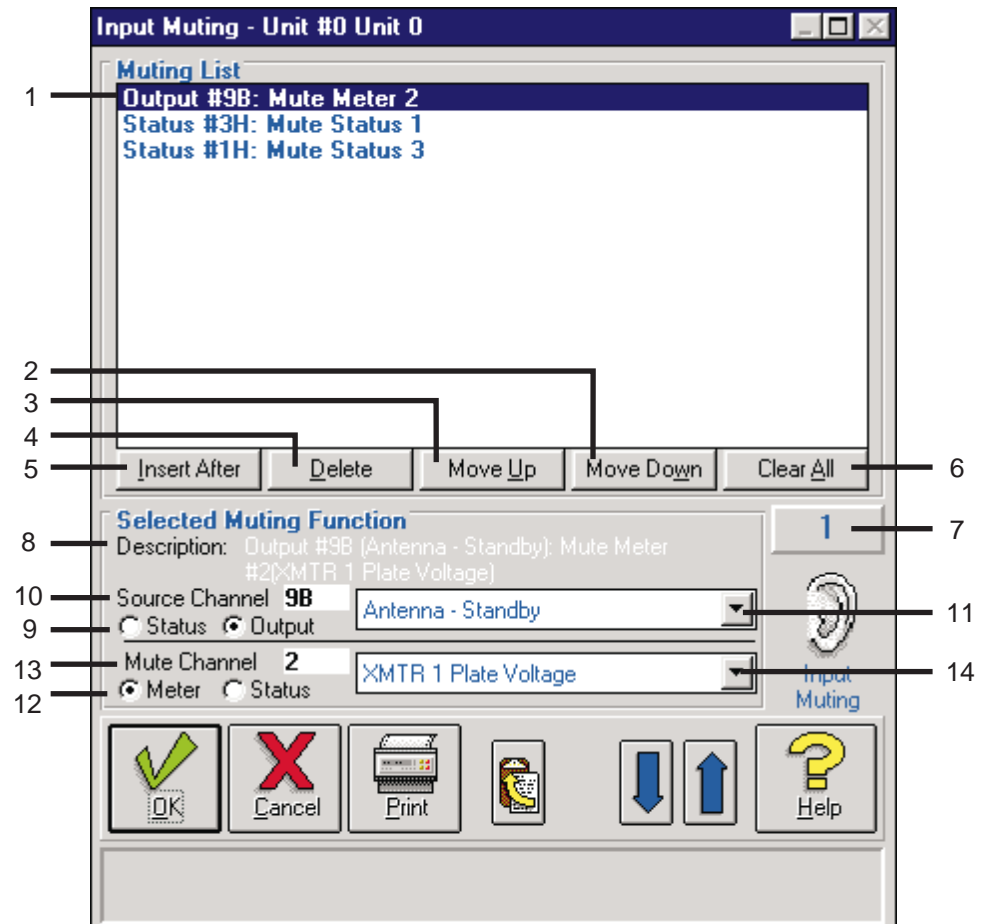 Input Muting - Unit #0 Unit 0
Muting List
1
Output #9B: Mute Meter 2
Status #3H: Mute Status 1
Status #1H: Mute Status 3
2
3
4
5
Insert After
Delete
Move Up
Move Down
Clear All
6
Selected Muting Function
1
7
8
Description: Output #9B (Antenna - Standby): Mute Meter
#2(XMTR 1 Plate Voltage)
10
Source Channel 9B
Antenna - Standby
11
9
Status Output
13
Mute Channel 2
XMTR 1 Plate Voltage
14
12
Meter Status
Input
Muting
OK
Cancel
Print
Help